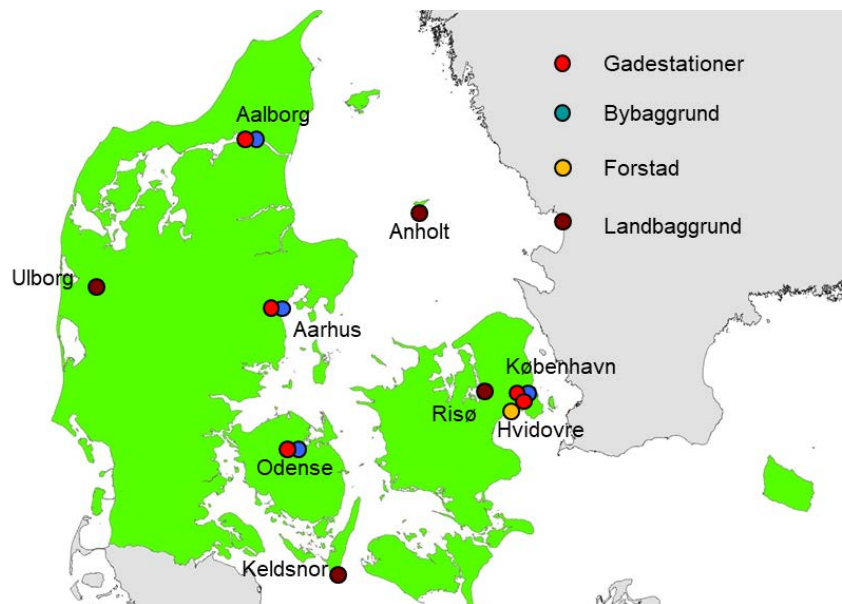 Gadestationer
Bybaggrund
Forstad
Landbaggrund
Aalborg
Anholt
Ulborg
Aarhus
København
Risø
Hvidovre
Odense
Keldsnor